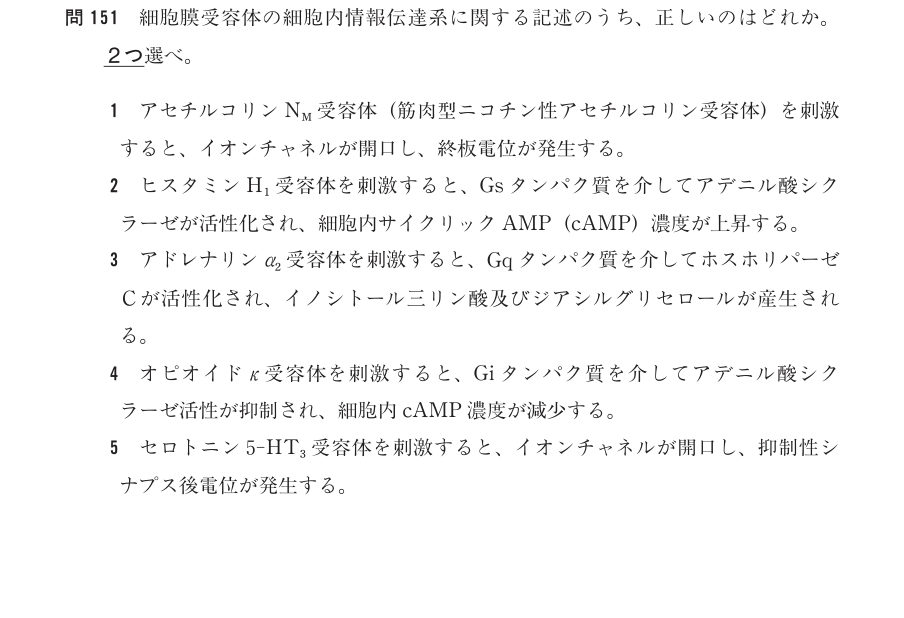 問 151　細胞膜受容体の細胞内情報伝達系に関する記述のうち、正しいのはどれか。
２つ選べ。
1　アセチルコリン NM 受容体（筋肉型ニコチン性アセチルコリン受容体）を刺激
すると、イオンチャネルが開口し、終板電位が発生する。
2　ヒスタミン H1 受容体を刺激すると、Gs タンパク質を介してアデニル酸シク
ラーゼが活性化され、細胞内サイクリック AMP（cAMP）濃度が上昇する。
3　アドレナリン α2 受容体を刺激すると、Gq タンパク質を介してホスホリパーゼ
Ｃが活性化され、イノシトール三リン酸及びジアシルグリセロールが産生され
る。
4　オピオイド κ 受容体を刺激すると、Gi タンパク質を介してアデニル酸シク
ラーゼ活性が抑制され、細胞内 cAMP 濃度が減少する。
5　セロトニン 5-HT3 受容体を刺激すると、イオンチャネルが開口し、抑制性シ
ナプス後電位が発生する。